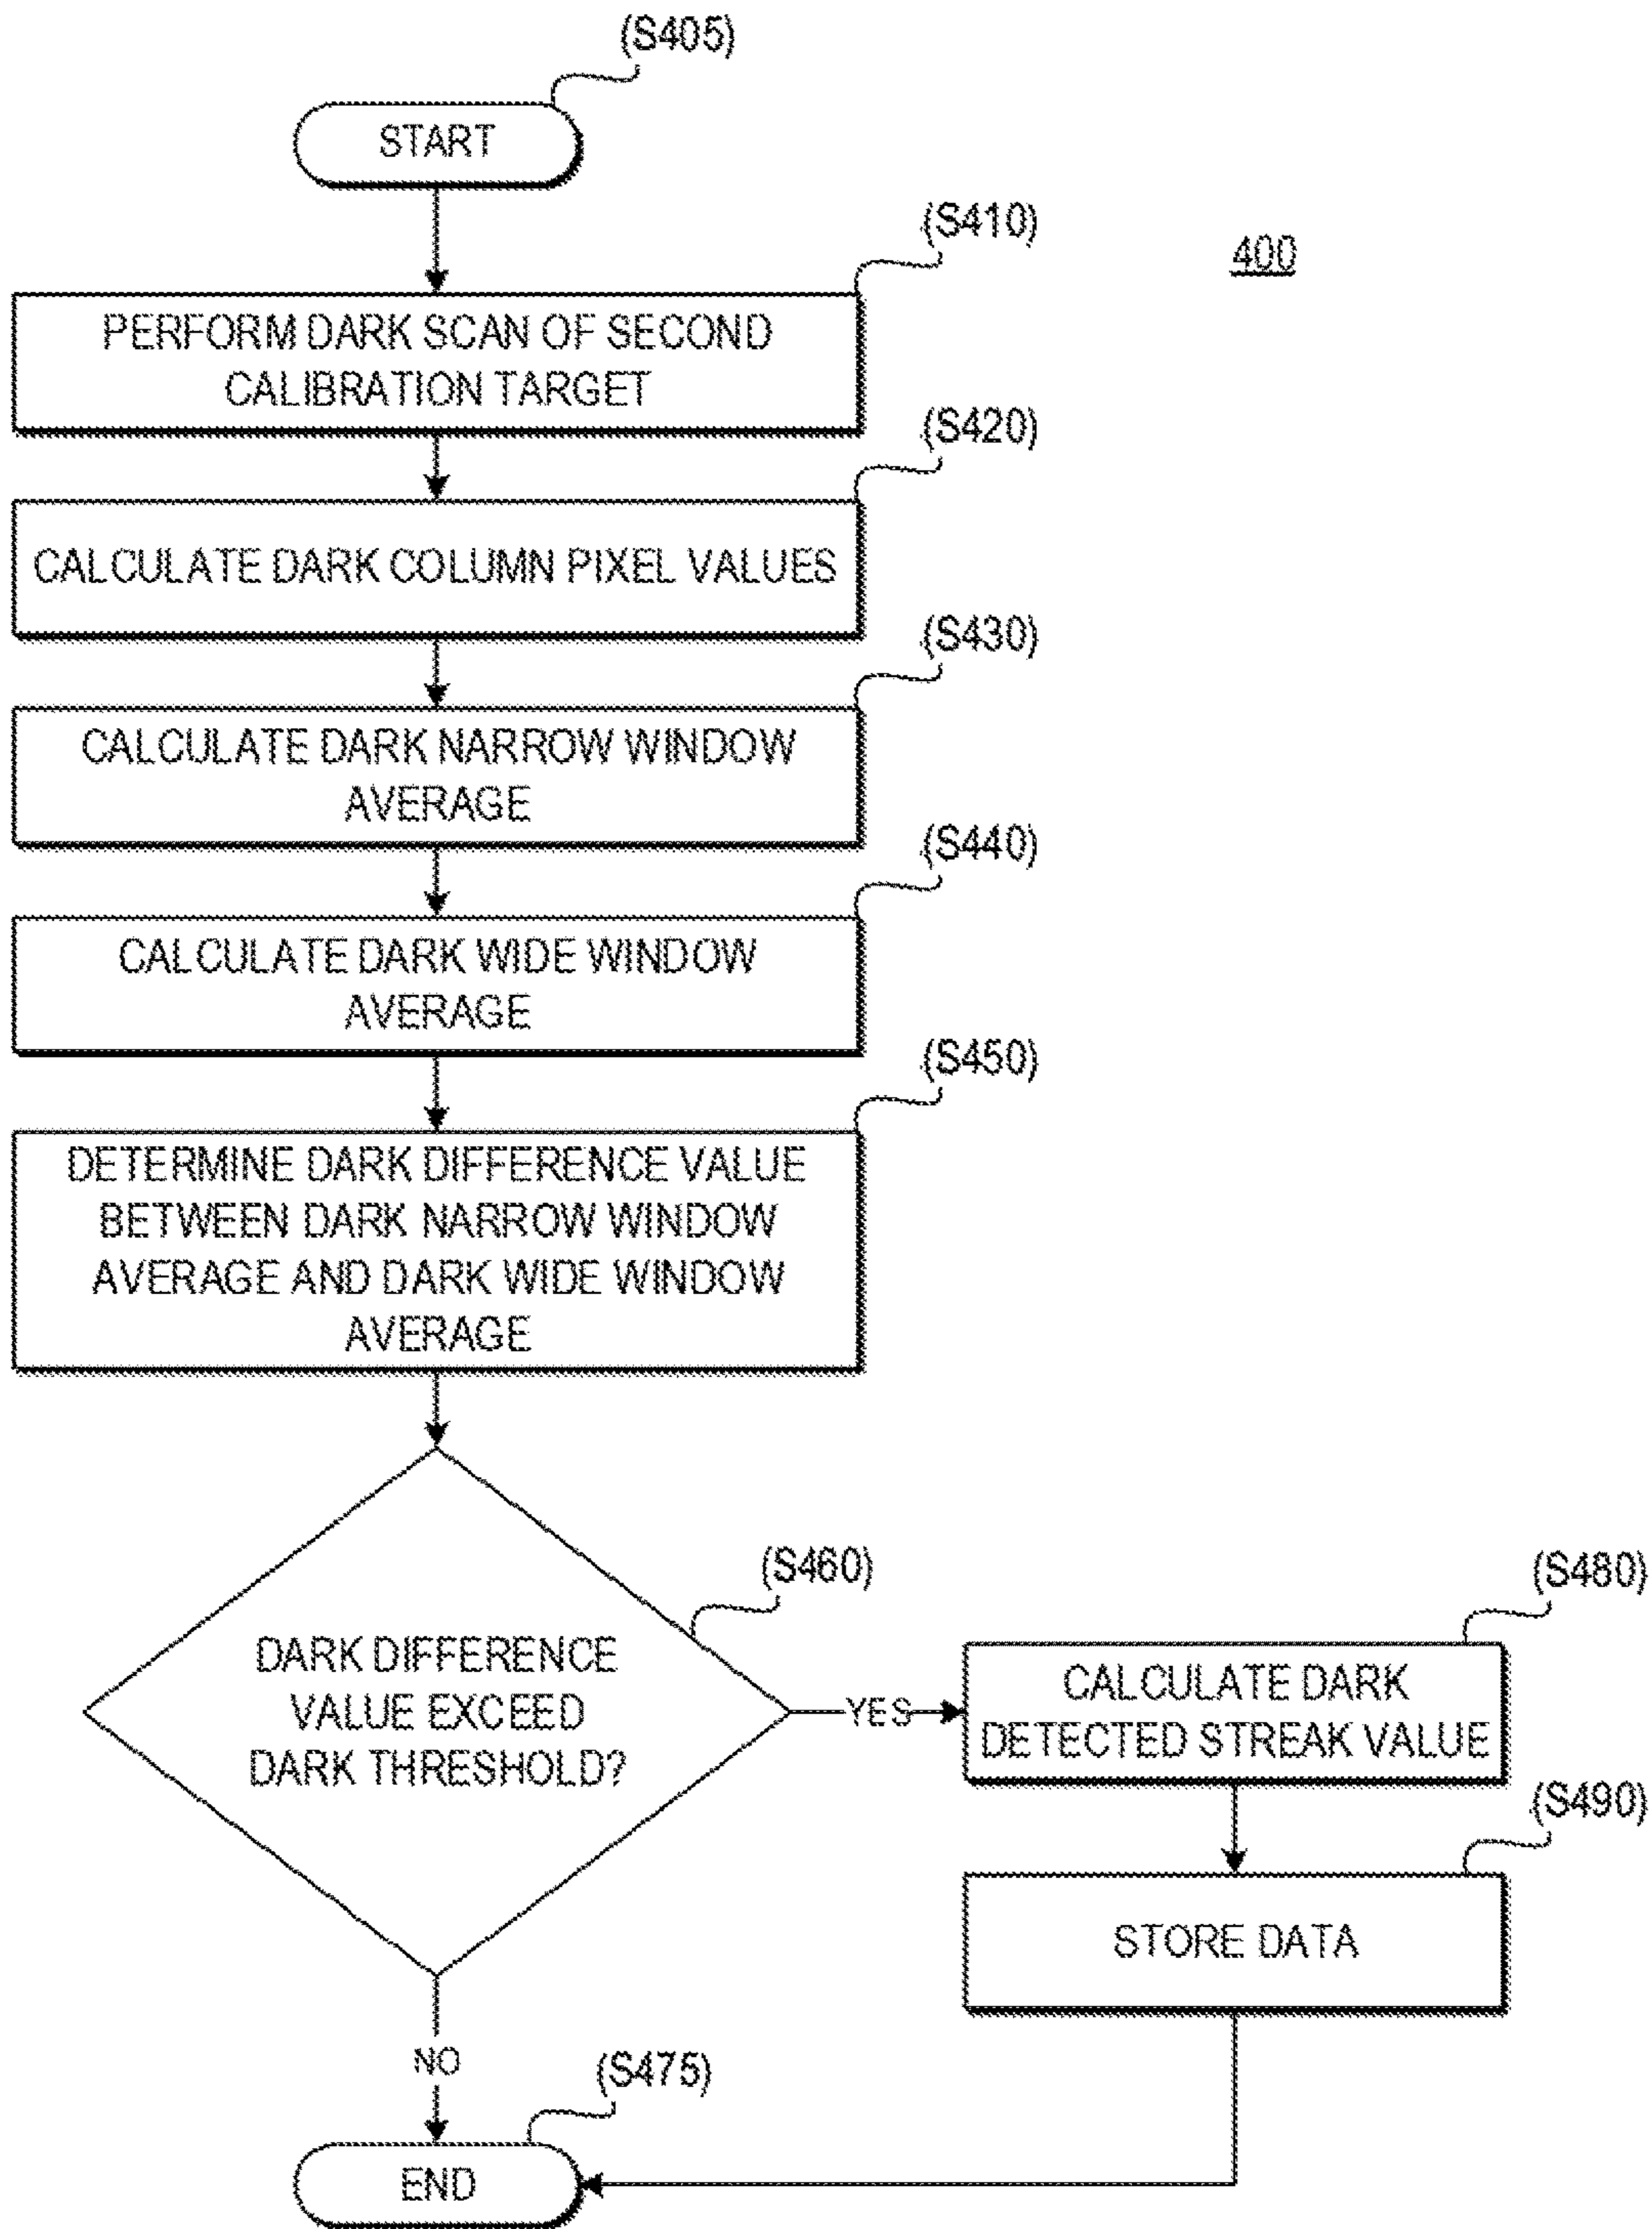 (S405)
START
(S410)
400
PERFORM DARK SCAN OF SECOND
CALIBRATION TARGET
(S420)
CALCULATE DARK COLUMN PIXEL VALUES
(S430)
CALCULATE DARK NARROW WINDOW
AVERAGE
(S440)
CALCULATE DARK WIDE WINDOW
AVERAGE
(S450)
DETERMINE DARK DIFFERENCE VALUE
BETWEEN DARK NARROW WINDOW
AVERAGE AND DARK WIDE WINDOW
AVERAGE
(S460)
DARK DIFFERENCE
VALUE EXCEED
DARK THRESHOLD?
YES
(S480)
CALCULATE DARK
DETECTED STREAK VALUE
(S490)
STORE DATA
NO
(S475)
END